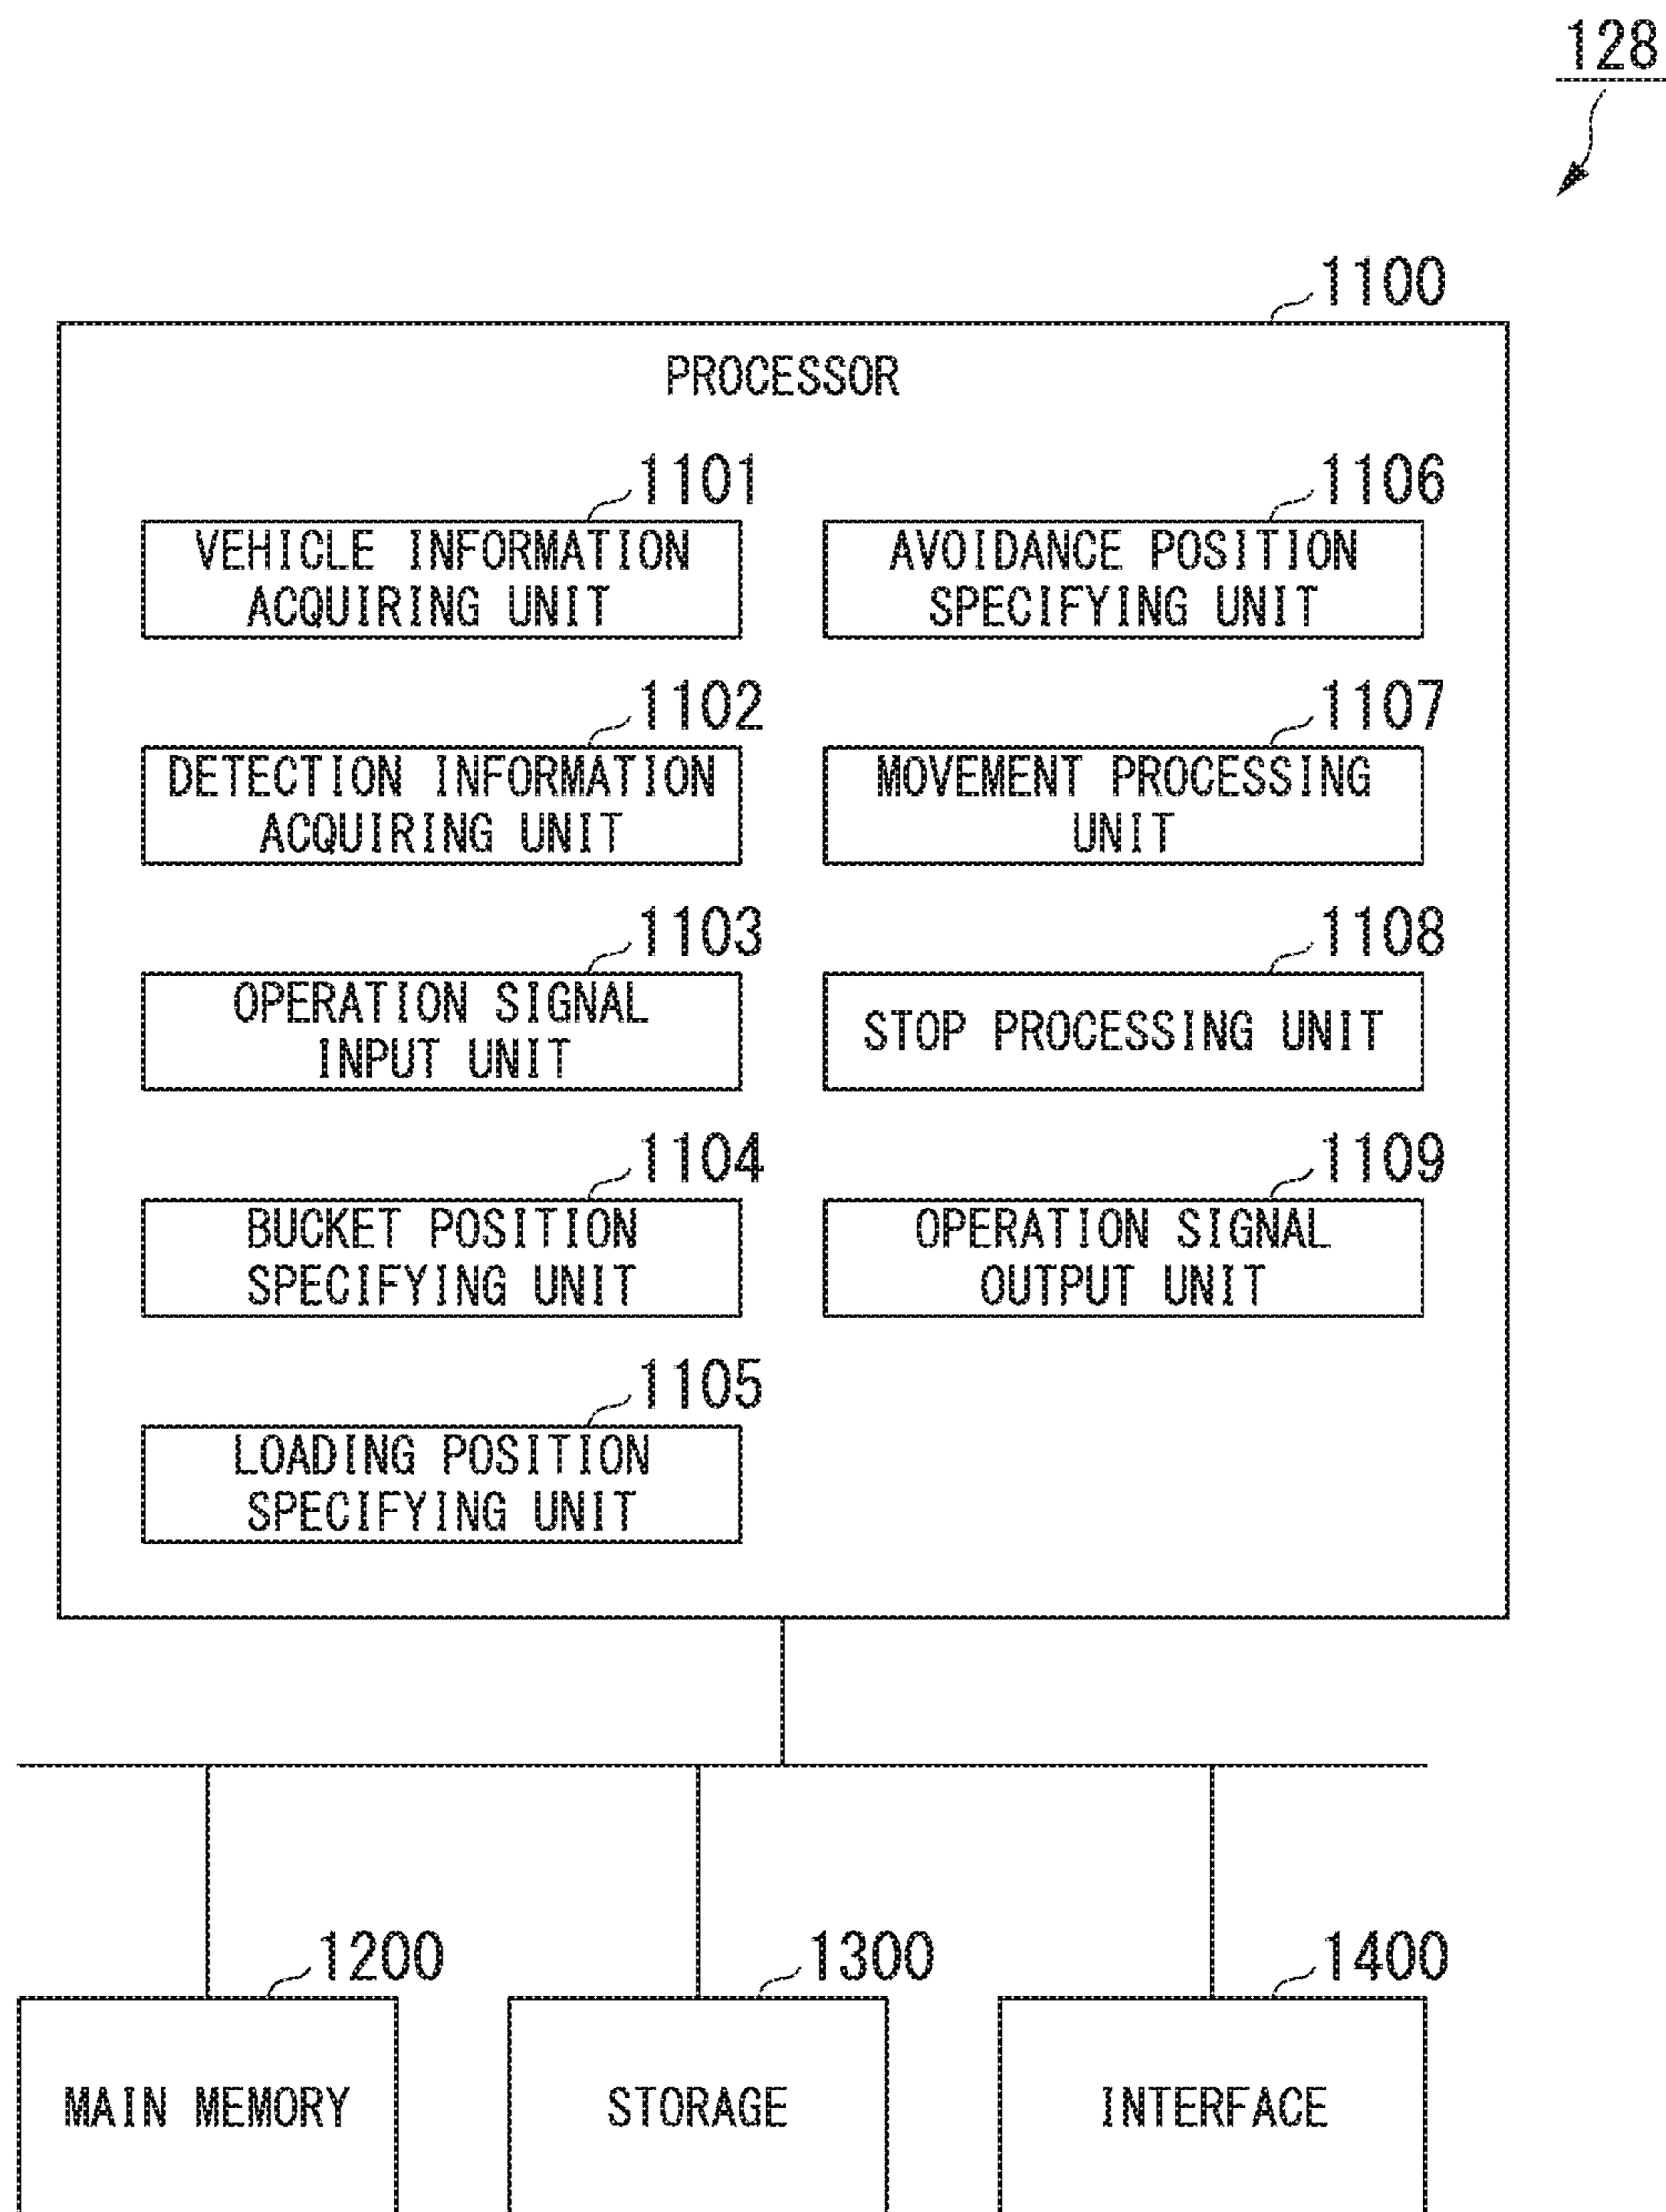 128
1100
PROCESSOR
1101
VEHICLE INFORMATION
ACQUIRING UNIT
1102
DETECTION INFORMATION
ACQUIRING UNIT
1103
OPERATION SIGNAL
INPUT UNIT
1104
BUCKET POSITION
SPECIFYING UNIT
1105
LOADING POSITION
SPECIFYING UNIT
1106
AVOIDANCE POSITION
SPECIFYING UNIT
1107
MOVEMENT PROCESSING
UNIT
1108
STOP PROCESSING UNIT
1109
OPERATION SIGNAL
OUTPUT UNIT
1200
MAIN MEMORY
1300
STORAGE
1400
INTERFACE